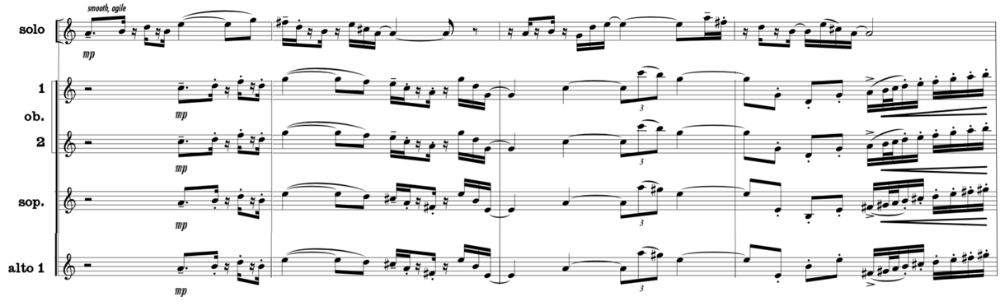 smooth, agile
solo
mp
1
mp
3
ob.
2
mp
3
sop.
mp
3
alto 1
mp
3